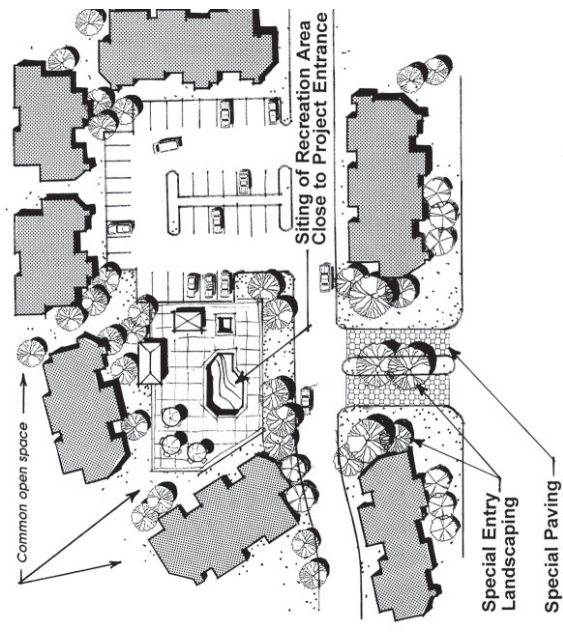 Siting of Recreation Area
Close to Project Entrance
Common open space
Special Entry
Landscaping
Special Paving